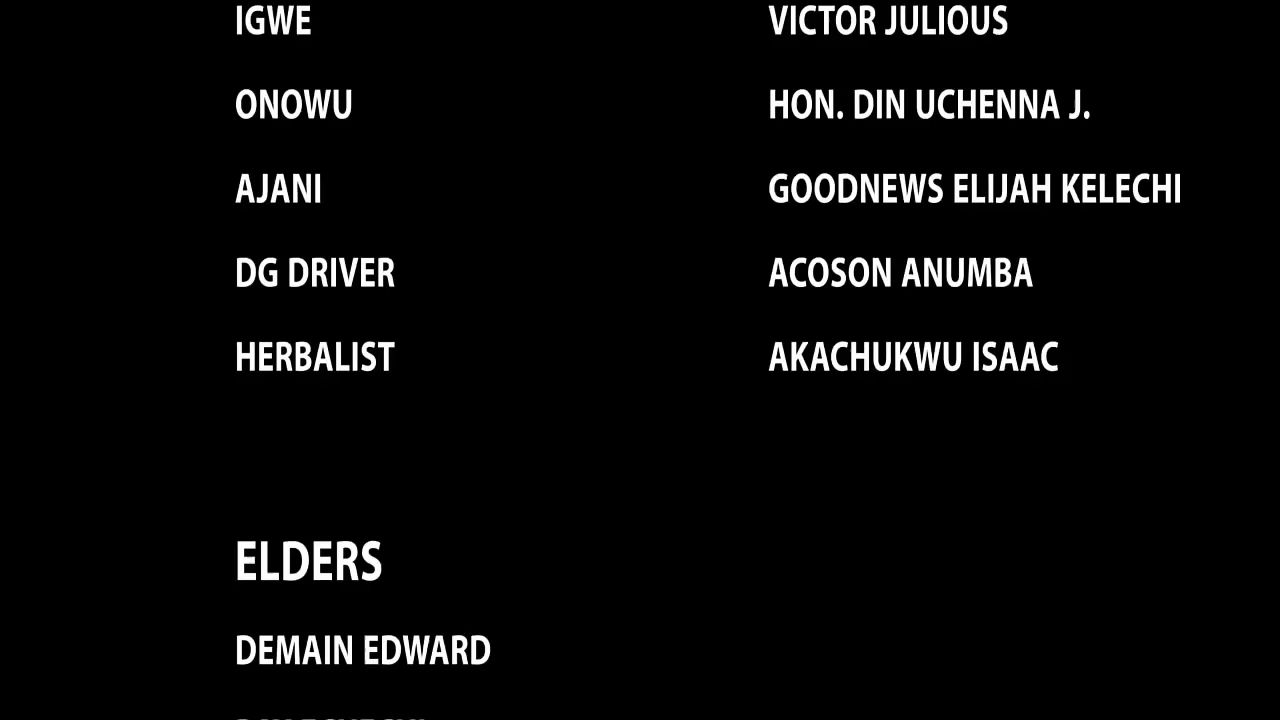 IGWE VICTOR JULIOUS
ONOWU HON. DIN UCHENNA J.
AJANI GOODNEWS ELIJAH KELECHI
DG DRIVER ACOSON ANUMBA
HERBALIST AKACHUKWU ISAAC
ELDERS
DEMAIN EDWARD